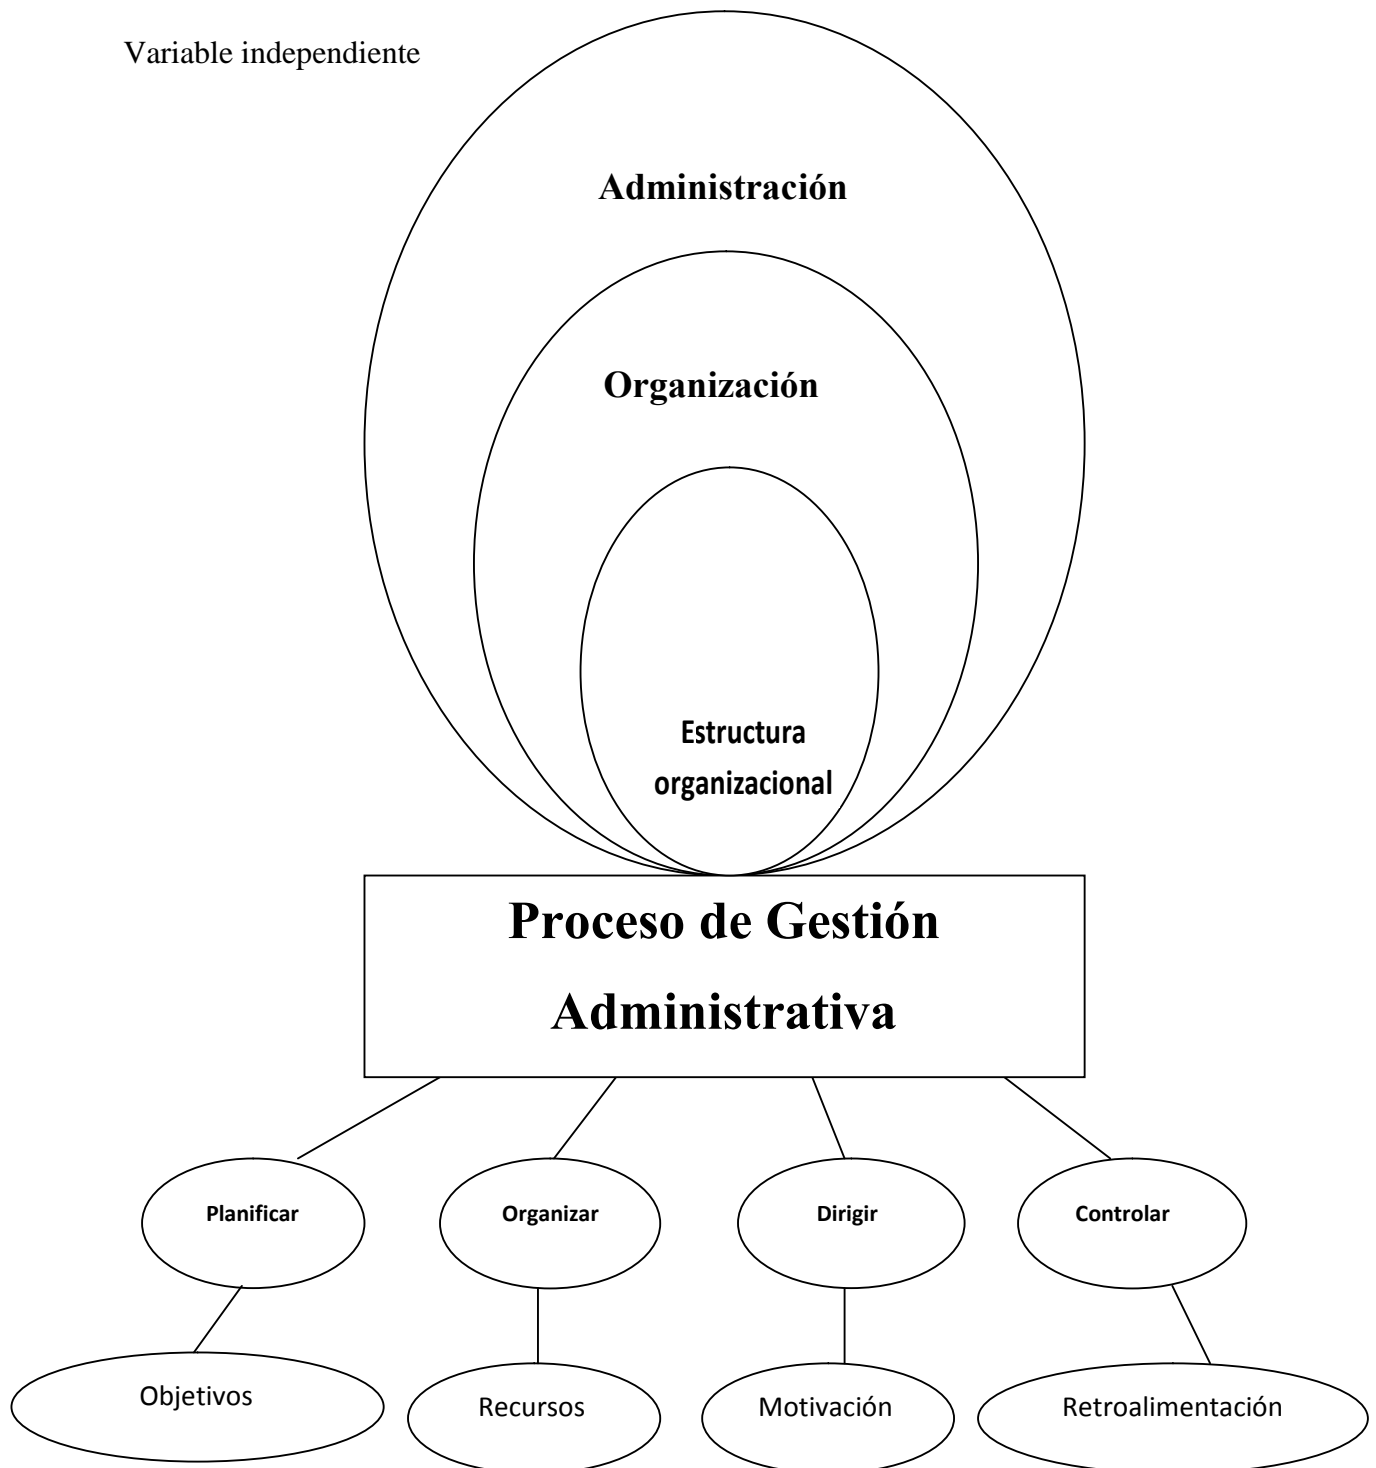 Variable independiente
Administración
Organización
Estructura
organizacional
Proceso de Gestión
Administrativa
Planificar
Organizar
Dirigir
Controlar
Objetivos
Recursos
Motivación
Retroalimentación